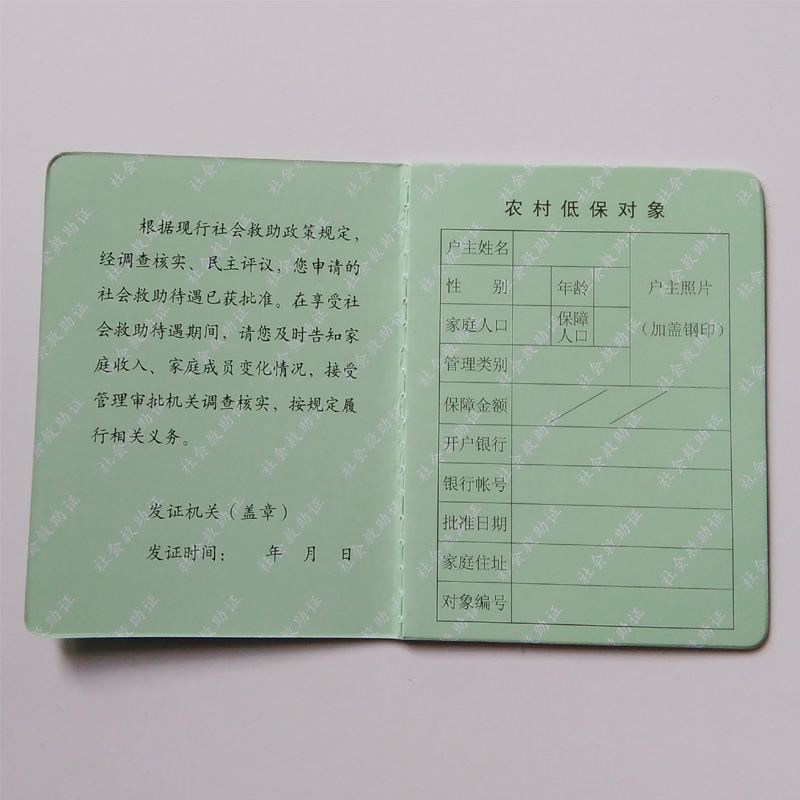 根据现行社会救助政策规定，
经调查核实、民主评议，您申请的
社会救助待遇已获批准。在享受社
会救助待遇期间，请您及时告知家
庭收入、家庭成员变化情况，接受
管理审批机关调查核实，按规定履
行相关义务。
发证机关（盖章）
发证时间： 年 月 日
农村低保对象
户主姓名
性 别 年龄
户主照片
（加盖钢印）
家庭人口 保障
人口
管理类别
保障金额 / /
开户银行
银行帐号
批准日期
家庭住址
对象编号
社会救助证